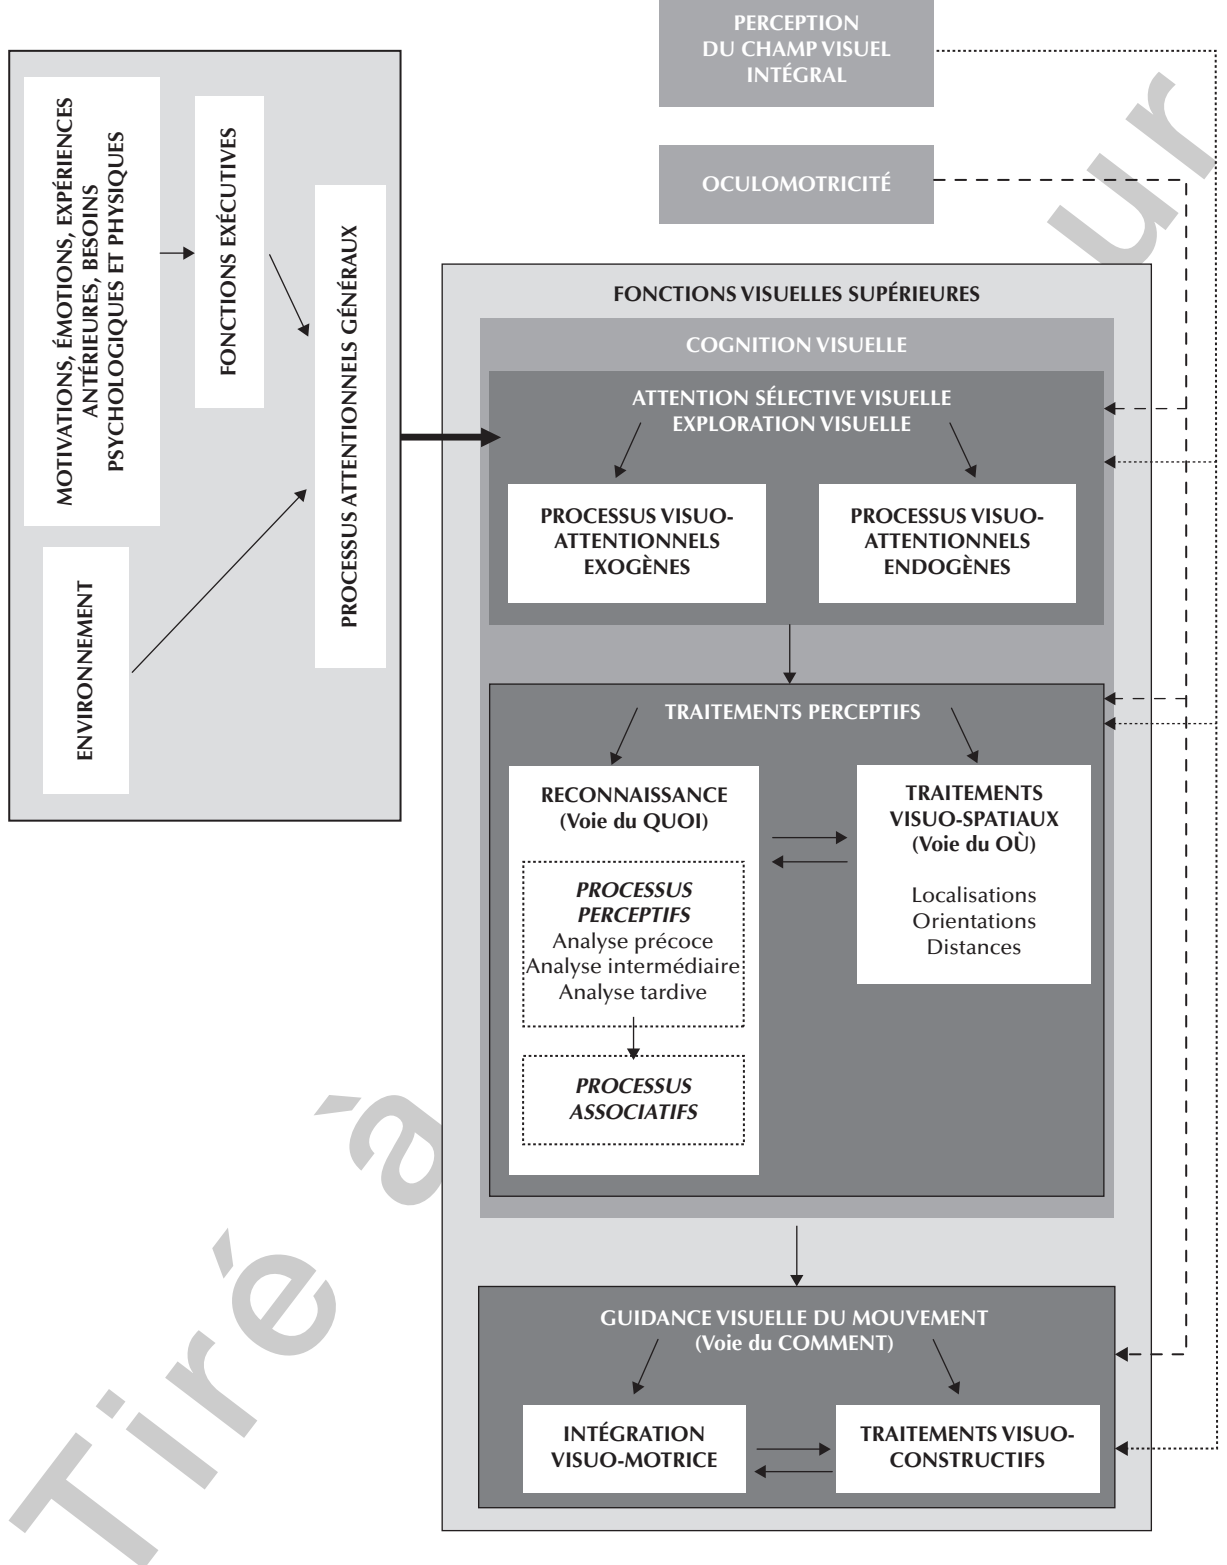 PERCEPTION
DU CHAMP VISUEL
INTÉGRAL
OCULOMOTRICITÉ
MOTIVATIONS, ÉMOTIONS, EXPÉRIENCES
ANTÉRIEURES, BESOINS
PSYCHOLOGIQUES ET PHYSIQUES
FONCTIONS EXÉCUTIVES
PROCESSUS ATTENTIONNELS GÉNÉRAUX
ENVIRONNEMENT
FONCTIONS VISUELLES SUPÉRIEURES
COGNITION VISUELLE
ATTENTION SÉLECTIVE VISUELLE
EXPLORATION VISUELLE
PROCESSUS VISUO-
ATTENTIONNELS
EXOGÈNES
PROCESSUS VISUO-
ATTENTIONNELS
ENDOGÈNES
TRAITEMENTS PERCEPTIFS
RECONNAISSANCE
(Voie du QUOI)
PROCESSUS
PERCEPTIFS
Analyse précoce
Analyse intermédiaire
Analyse tardive
PROCESSUS
ASSOCIATIFS
TRAITEMENTS
VISUO-SPATIAUX
(Voie du OÙ)
Localisations
Orientations
Distances
GUIDANCE VISUELLE DU MOUVEMENT
(Voie du COMMENT)
INTÉGRATION
VISUO-MOTRICE
TRAITEMENTS VISUO-
CONSTRUCTIFS
Tiré à
ur